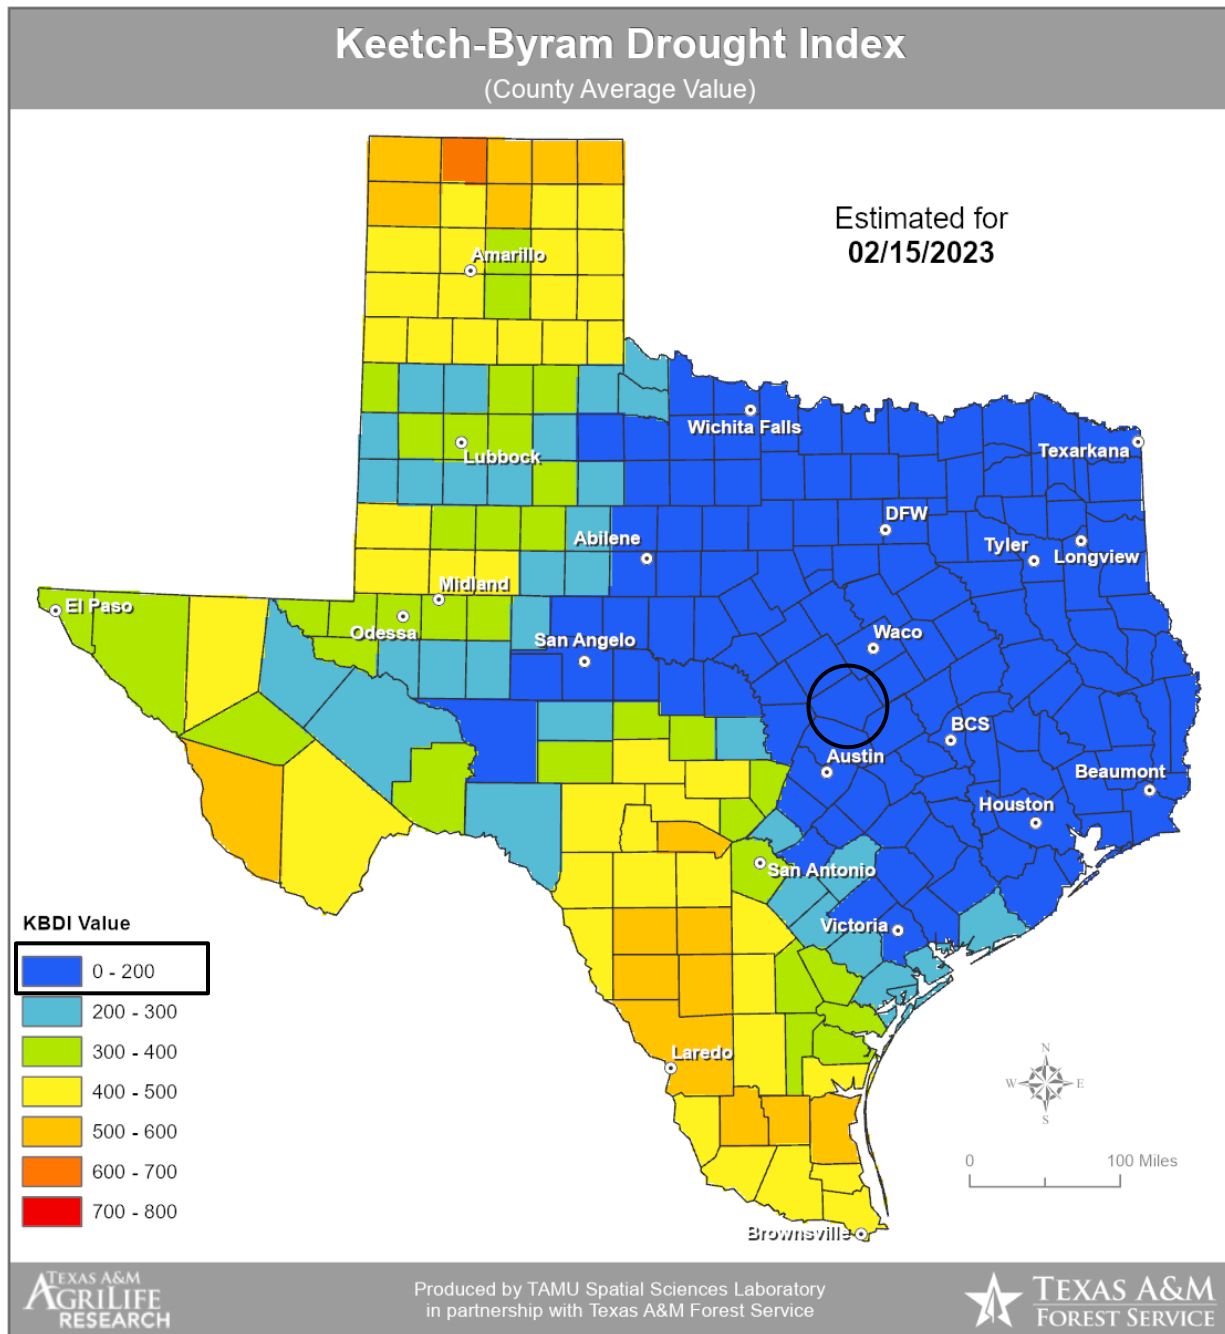 Keetch-Byram Drought Index
(County Average Value)
Estimated for
02/15/2023
Amarillo
Wichita Falls
Texarkana
Lubbock
DFW
Abilene
Tyler
Longview
Midland
El Paso
Odessa
San Angelo
Waco
BCS
Austin
Beaumont
Houston
San Antonio
Victoria
Laredo
Brownsville
KBDI Value
0 - 200
200 - 300
300 - 400
400 - 500
500 - 600
600 - 700
700 - 800
N
W E
S
0 100 Miles
TEXAS A&M
AGRILIFE
RESEARCH
Produced by TAMU Spatial Sciences Laboratory
in partnership with Texas A&M Forest Service
TEXAS A&M
FOREST SERVICE